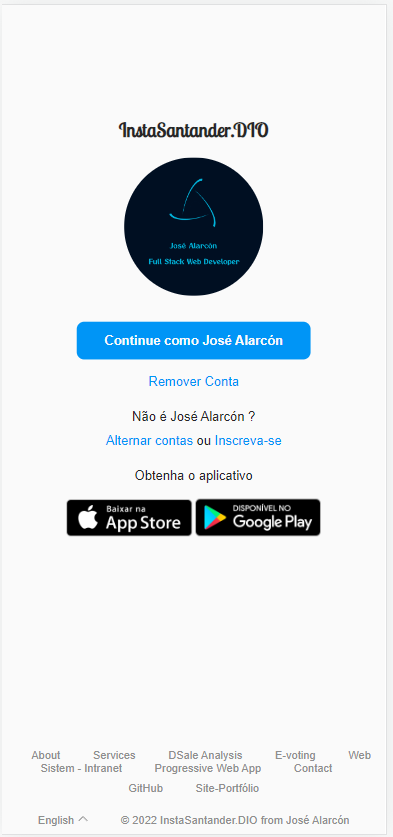 InstaSantander.DIO
José Alarcón
Full Stack Web Developer
Continue como José Alarcón
Remover Conta
Não é José Alarcón ?
Alternar contas ou Inscreva-se
Obtenha o aplicativo
Baixar na
App Store
DISPONÍVEL NO
Google Play
About Services DSale Analysis E-voting Web
Sistem - Intranet Progressive Web App Contact
GitHub Site-Portfólio
English © 2022 InstaSantander.DIO from José Alarcón